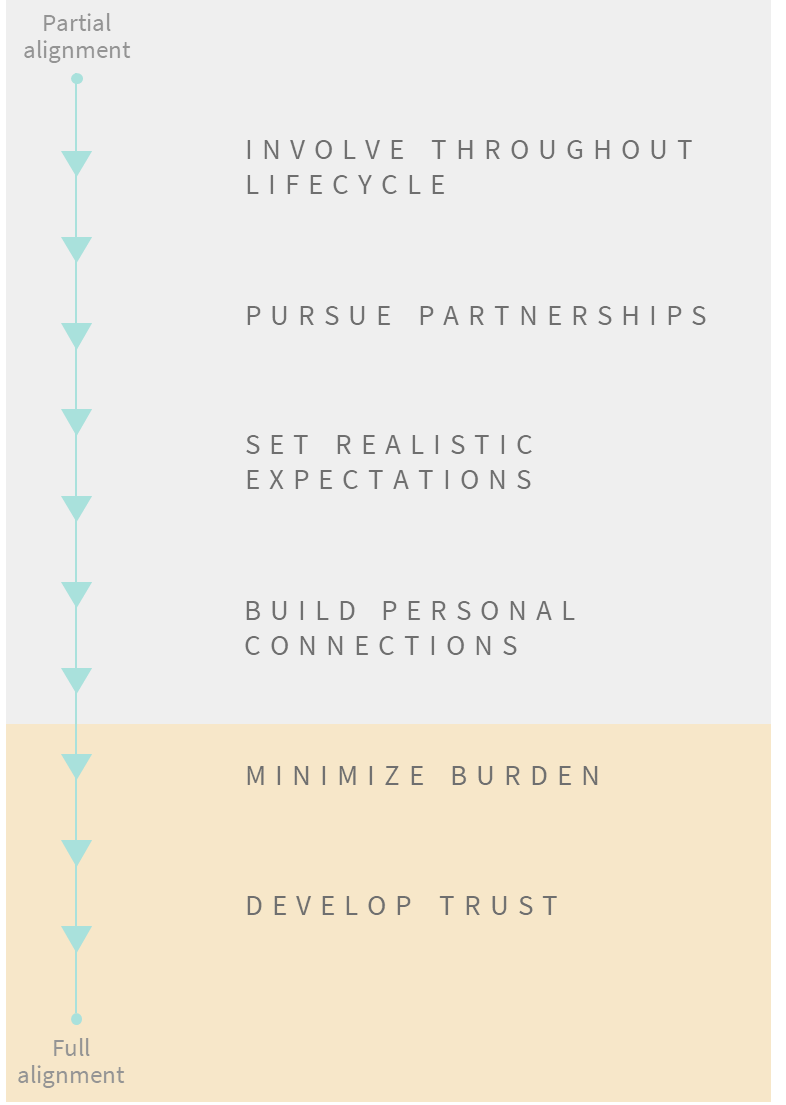 Partial
alignment
INVOLVE THROUGHOUT
LIFECYCLE
PURSUE PARTNERSHIPS
SET REALISTIC
EXPECTATIONS
BUILD PERSONAL
CONNECTIONS
MINIMIZE BURDEN
DEVELOP TRUST
Full
alignment